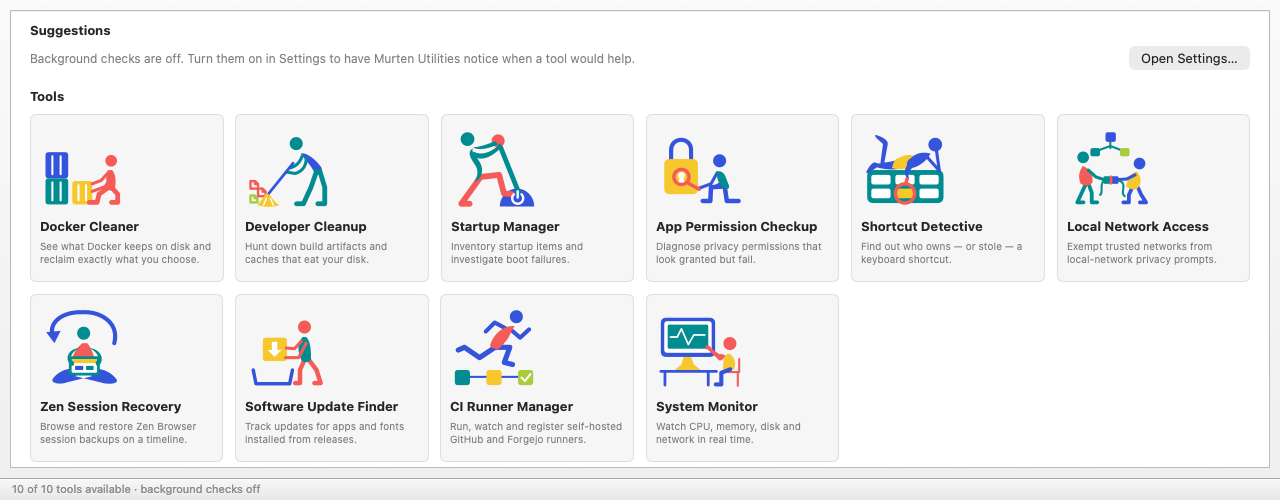 Suggestions
Background checks are off. Turn them on in Settings to have Murten Utilities notice when a tool would help.
Open Settings...
Tools
Docker Cleaner
See what Docker keeps on disk and
reclaim exactly what you choose.
Developer Cleanup
Hunt down build artifacts and
caches that eat your disk.
Startup Manager
Inventory startup items and
investigate boot failures.
App Permission Checkup
Diagnose privacy permissions that
look granted but fail.
Shortcut Detective
Find out who owns — or stole — a
keyboard shortcut.
Local Network Access
Exempt trusted networks from
local-network privacy prompts.
Zen Session Recovery
Browse and restore Zen Browser
session backups on a timeline.
Software Update Finder
Track updates for apps and fonts
installed from releases.
CI Runner Manager
Run, watch and register self-hosted
GitHub and Forgejo runners.
System Monitor
Watch CPU, memory, disk and
network in real time.
10 of 10 tools available · background checks off